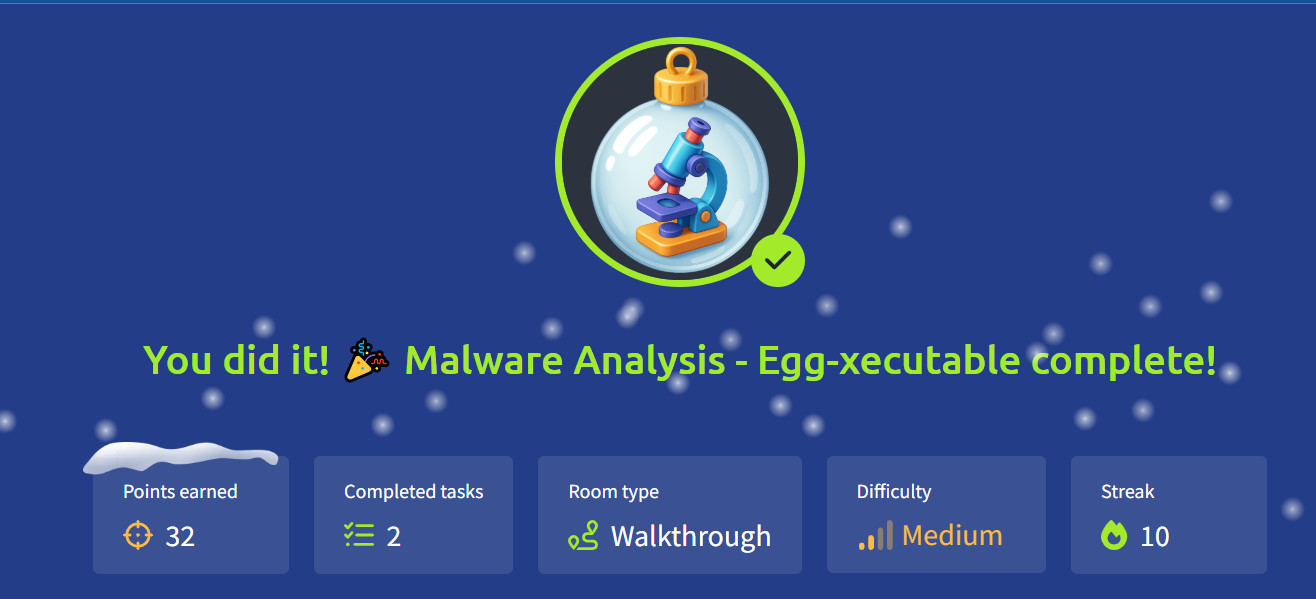 You did it! 🎉 Malware Analysis - Egg-xecutable complete!
Points earned
32
Completed tasks
2
Room type
Walkthrough
Difficulty
Medium
Streak
10